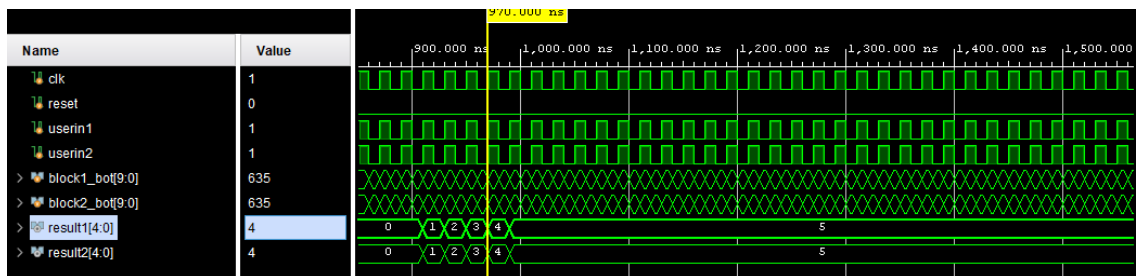 970.000 ns
Name Value
900.000 ns 1,000.000 ns 1,100.000 ns 1,200.000 ns 1,300.000 ns 1,400.000 ns 1,500.000
clk 1
reset 0
userin1 1
userin2 1
block1_bot[9:0] 635
block2_bot[9:0] 635
result1[4:0] 4 0 1 2 3 4 5
result2[4:0] 4 0 1 2 3 4 5